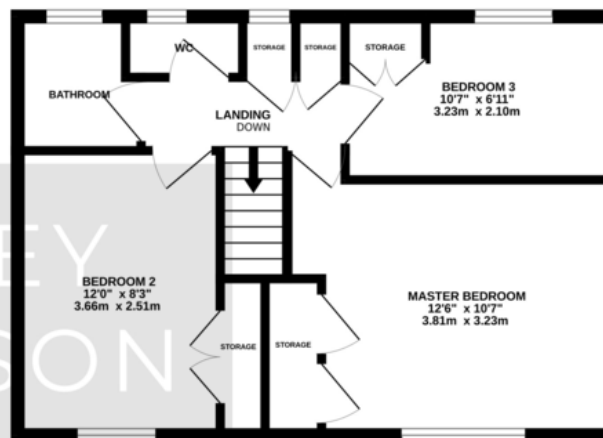 WC
STORAGE
STORAGE
STORAGE
BATHROOM
BEDROOM 3
10'7" x 6'11"
3.23m x 2.10m
LANDING
DOWN
EY
BEDROOM 2
12'0" x 8'3"
3.66m x 2.51m
MASTER BEDROOM
12'6" x 10'7"
3.81m x 3.23m
STORAGE
STORAGE
SON